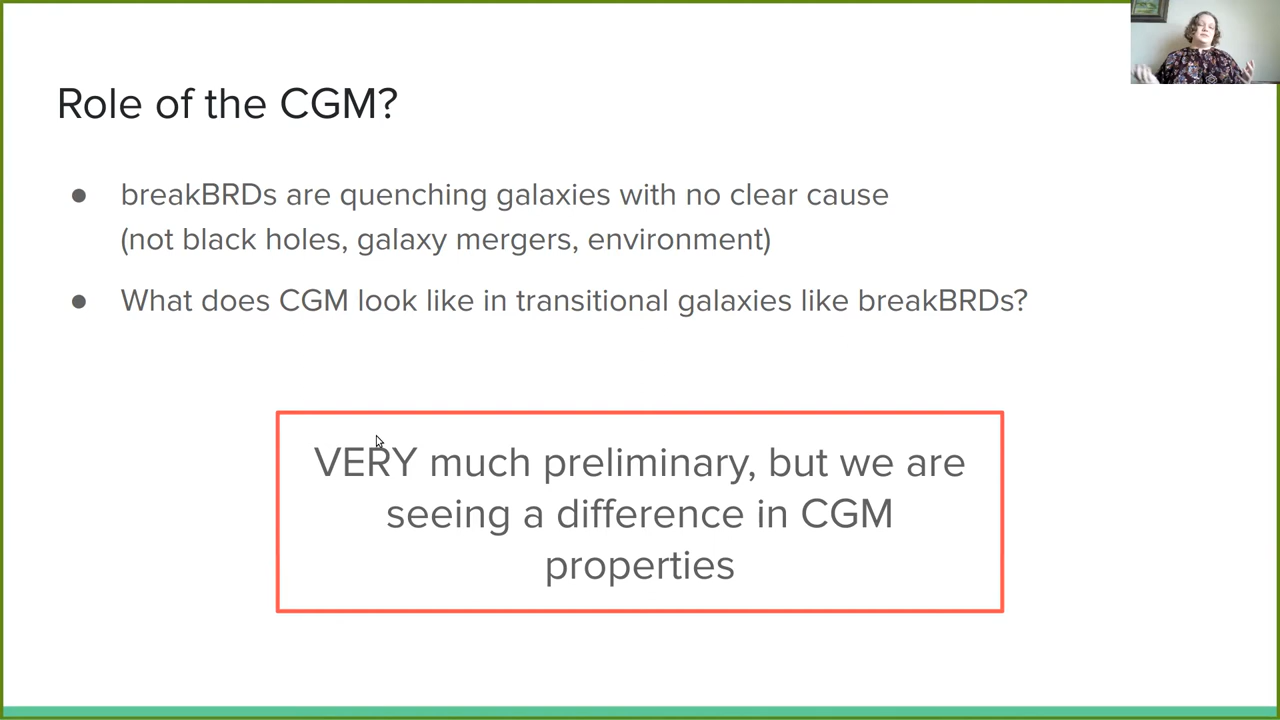 Role of the CGM?
● breakBRDs are quenching galaxies with no clear cause
(not black holes, galaxy mergers, environment)
● What does CGM look like in transitional galaxies like breakBRDs?
VERY much preliminary, but we are
seeing a difference in CGM
properties